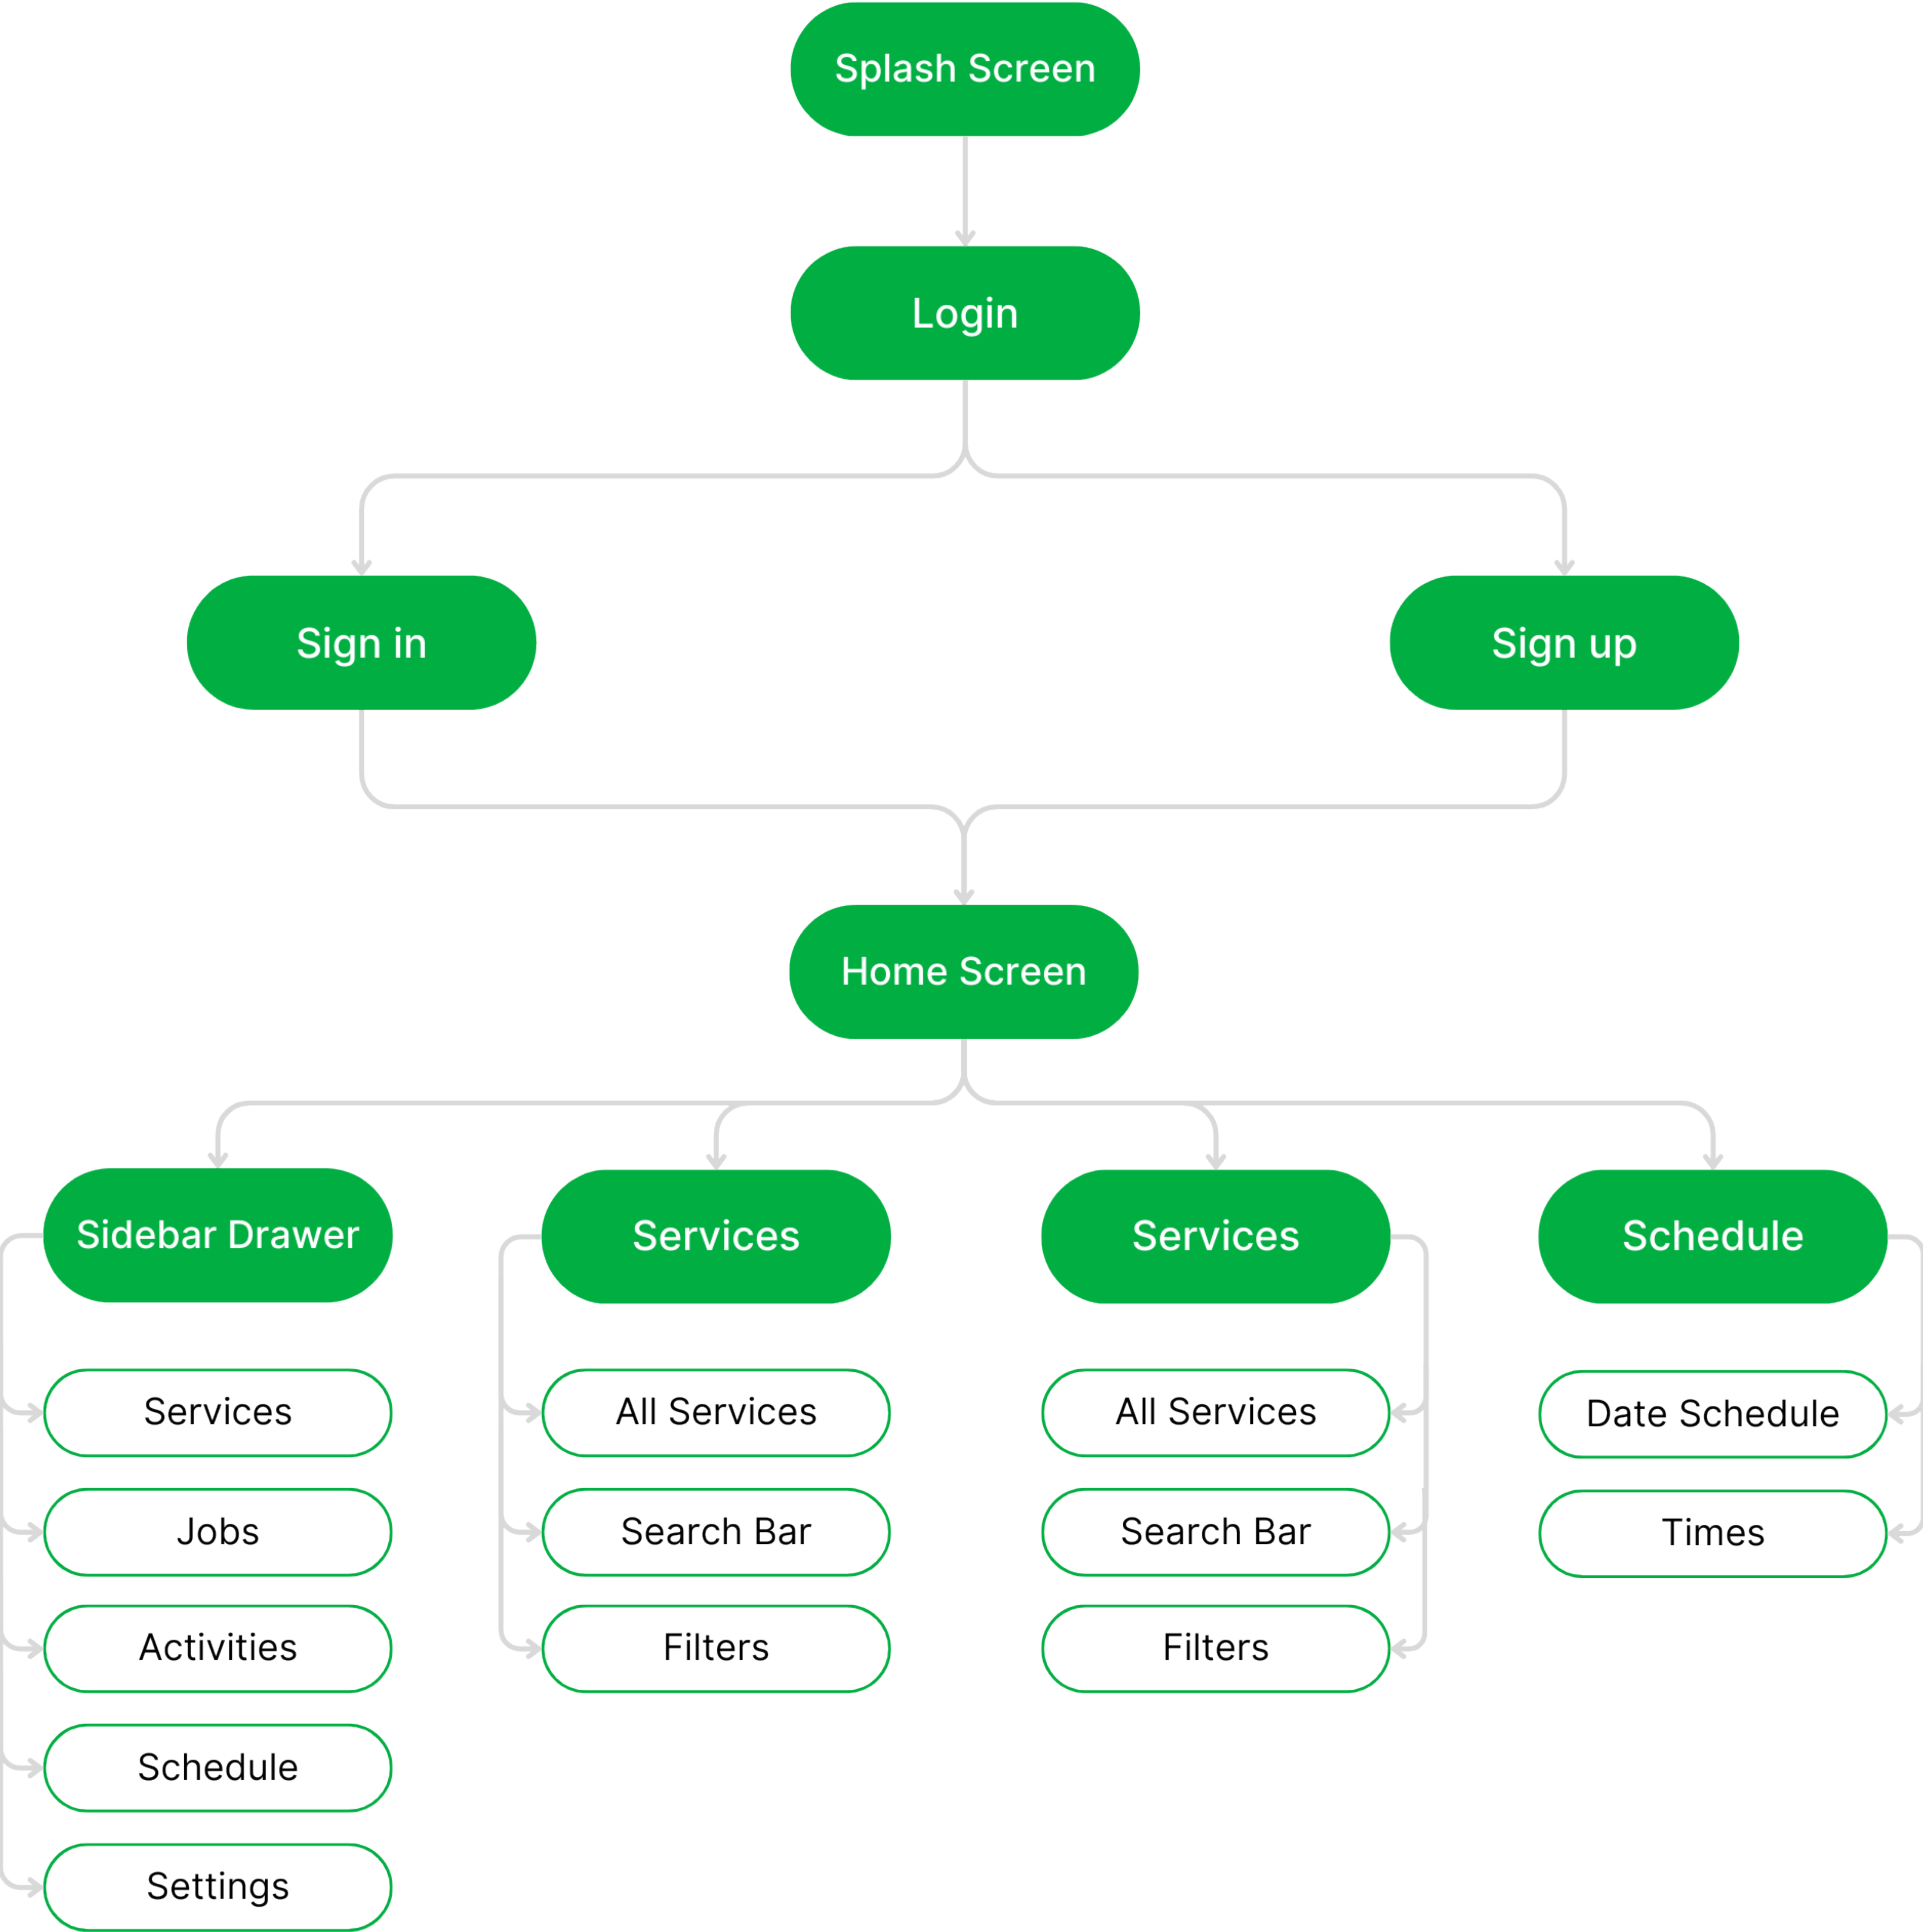 Splash Screen
Login
Sign in
Sign up
Home Screen
Sidebar Drawer
Services
Jobs
Activities
Schedule
Settings
Services
All Services
Search Bar
Filters
Services
All Services
Search Bar
Filters
Schedule
Date Schedule
Times